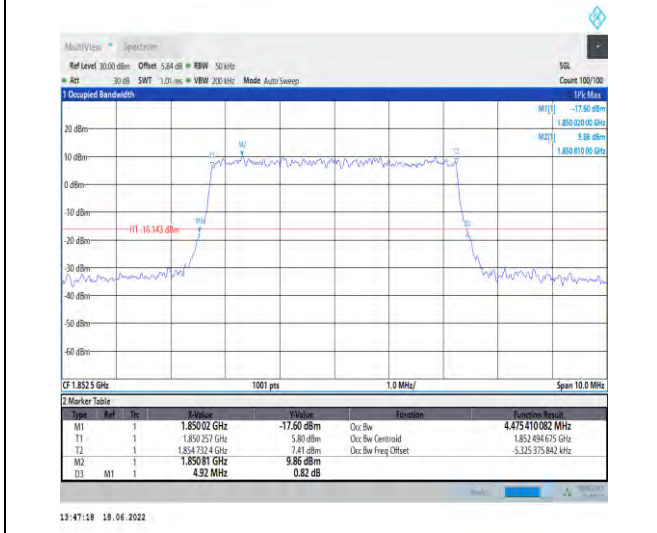 MultiView Spectrum
Ref Level 30.00 dBm Offset 5.84 dB RBW 50 kHz SGL
Att 30 dB SWT 1.01 ms VBW 200 kHz Mode Auto Sweep Count 100/100
1 Occupied Bandwidth 1Pk Max
M1[1] -17.60 dBm
1.850 020 00 GHz
M2[1] 9.86 dBm
1.850 810 00 GHz
20 dBm
M2
T1 T2
10 dBm
0 dBm
-10 dBm
H1 -16.143 dBm
-20 dBm
-30 dBm
-40 dBm
-50 dBm
-60 dBm
CF 1.852 5 GHz 1001 pts 1.0 MHz/ Span 10.0 MHz
2 Marker Table
Type Ref Trc X-Value Y-Value Function Function Result
M1 1 1.850 02 GHz -17.60 dBm Occ Bw 4.475 410 082 MHz
T1 1 1.850 257 GHz 5.80 dBm Occ Bw Centroid 1.852 494 675 GHz
T2 1 1.854 732 4 GHz 7.41 dBm Occ Bw Freq Offset -5.325 375 842 kHz
M2 1 1.850 81 GHz 9.86 dBm
D3 M1 1 4.92 MHz 0.82 dB
13:47:18 18.06.2022